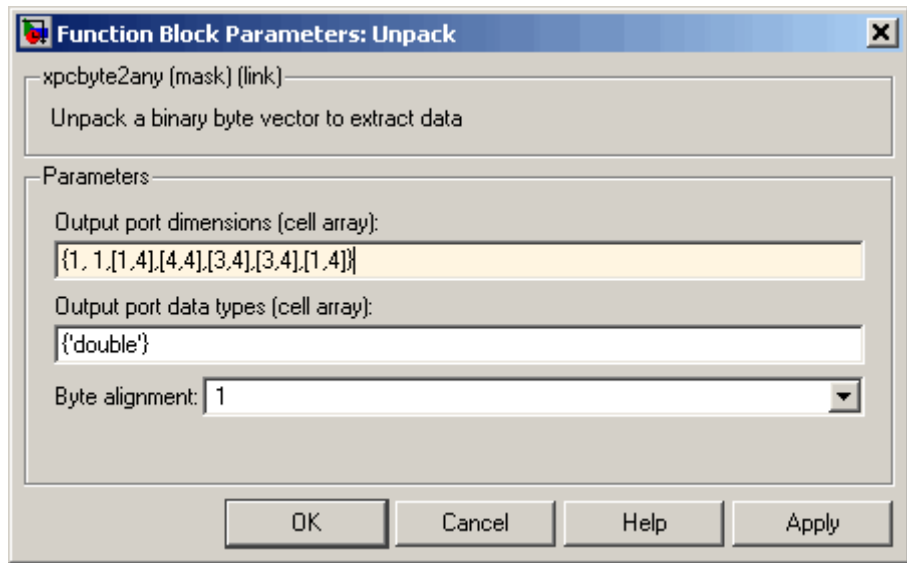 Function Block Parameters: Unpack
xpcbyte2any (mask) (link)
Unpack a binary byte vector to extract data
Parameters
Output port dimensions (cell array):
{1, 1,[1,4],[4,4],[3,4],[3,4],[1,4]}
Output port data types (cell array):
{'double'}
Byte alignment: 1
OK Cancel Help Apply